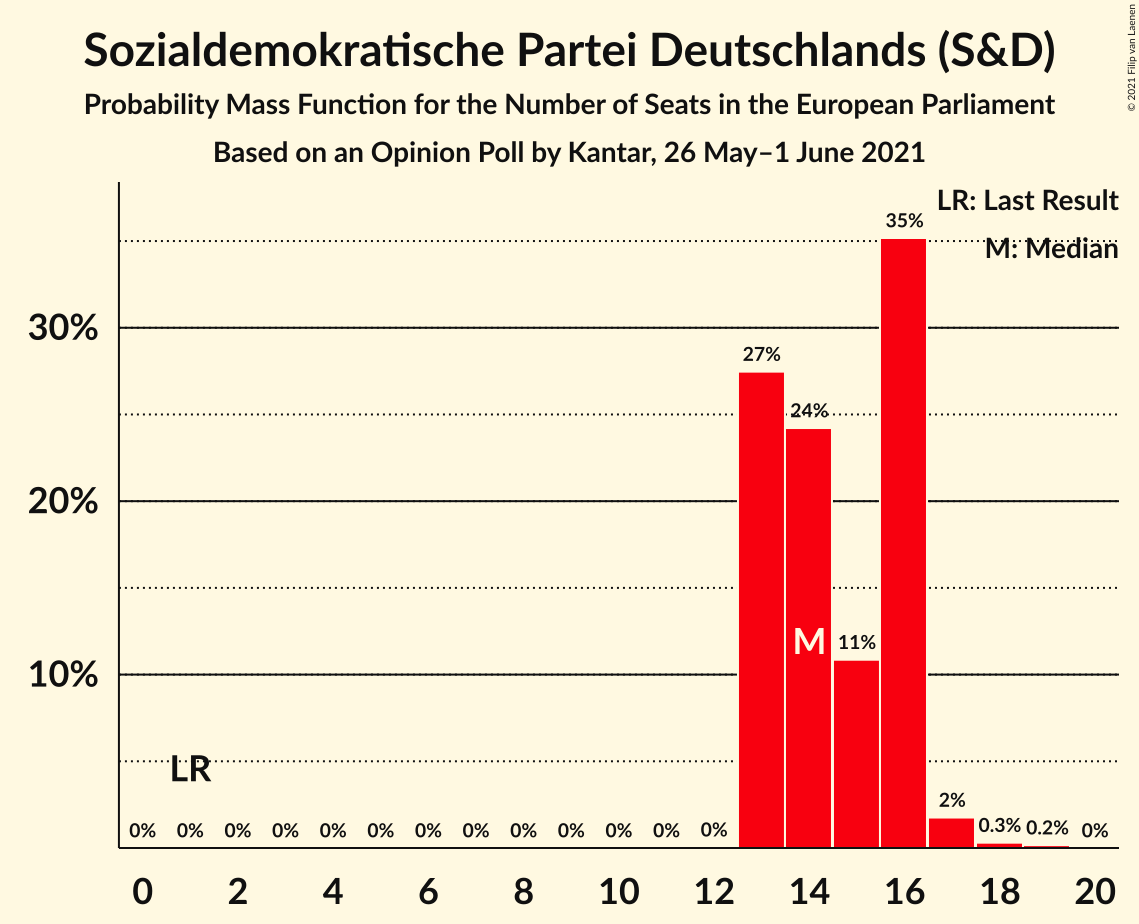 Sozialdemokratische Partei Deutschlands (S&D)
Probability Mass Function for the Number of Seats in the European Parliament
Based on an Opinion Poll by Kantar, 26 May–1 June 2021
© 2021 Filip van Laenen
LR: Last Result
M: Median
35%
30%
27%
24%
20%
M
11%
10%
LR
0% 0% 0% 0% 0% 0% 0% 0% 0% 0% 0% 0% 0% 2% 0.3% 0.2% 0%
0 2 4 6 8 10 12 14 16 18 20